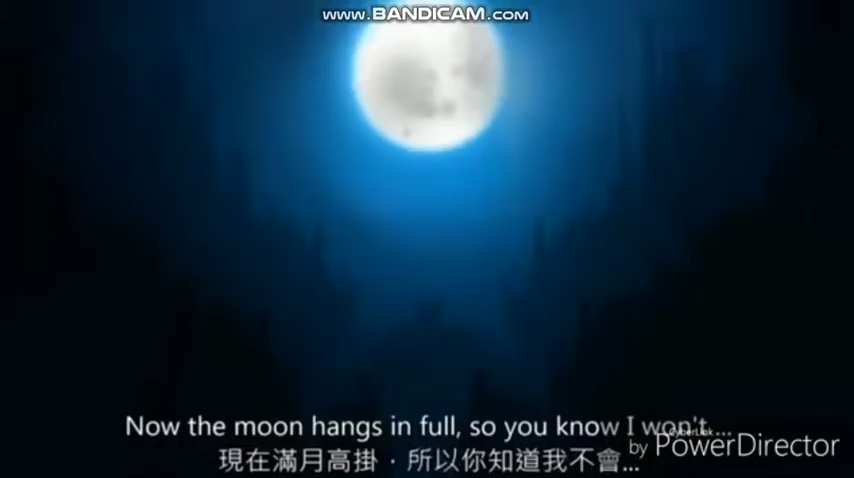 www.BANDICAM.com
Now the moon hangs in full, so you know I won't...
CyberLink
by PowerDirector
現在滿月高掛，所以你知道我不會...